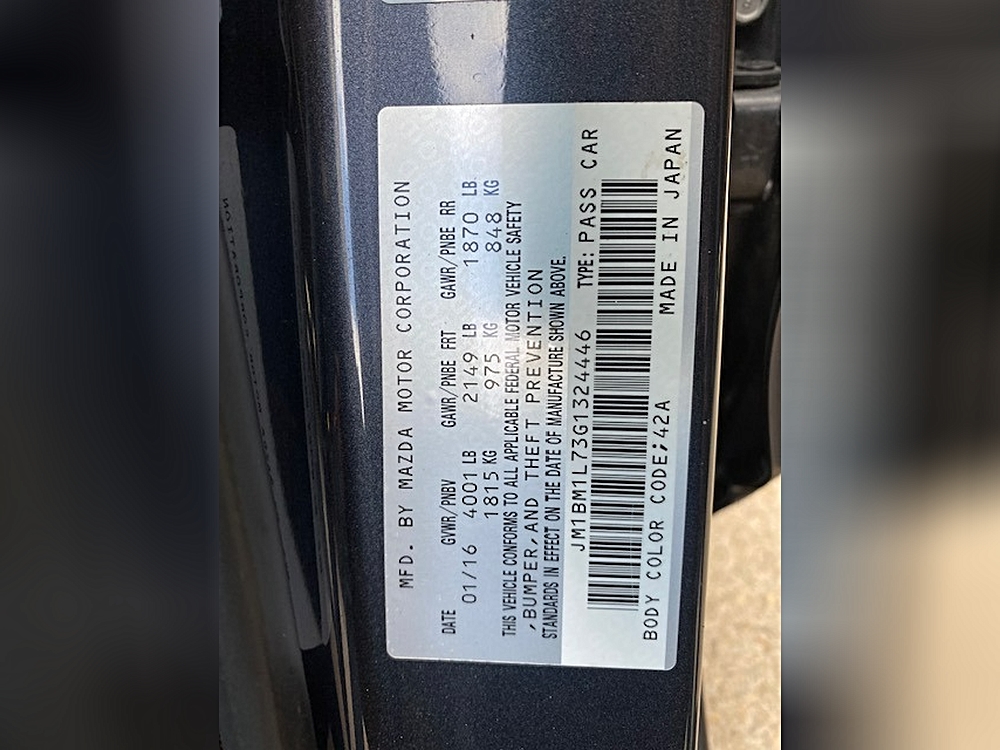 MFD. BY MAZDA MOTOR CORPORATION
DATE GVWR/PNBV GAWR/PNBE FRT GAWR/PNBE RR
01/16 4001 LB 2149 LB 1870 LB
1815 KG 975 KG 848 KG
THIS VEHICLE CONFORMS TO ALL APPLICABLE FEDERAL MOTOR VEHICLE SAFETY
,BUMPER,AND THEFT PREVENTION
STANDARDS IN EFFECT ON THE DATE OF MANUFACTURE SHOWN ABOVE.
JM1BM1L73G1324446 TYPE: PASS CAR
BODY COLOR CODE;42A MADE IN JAPAN